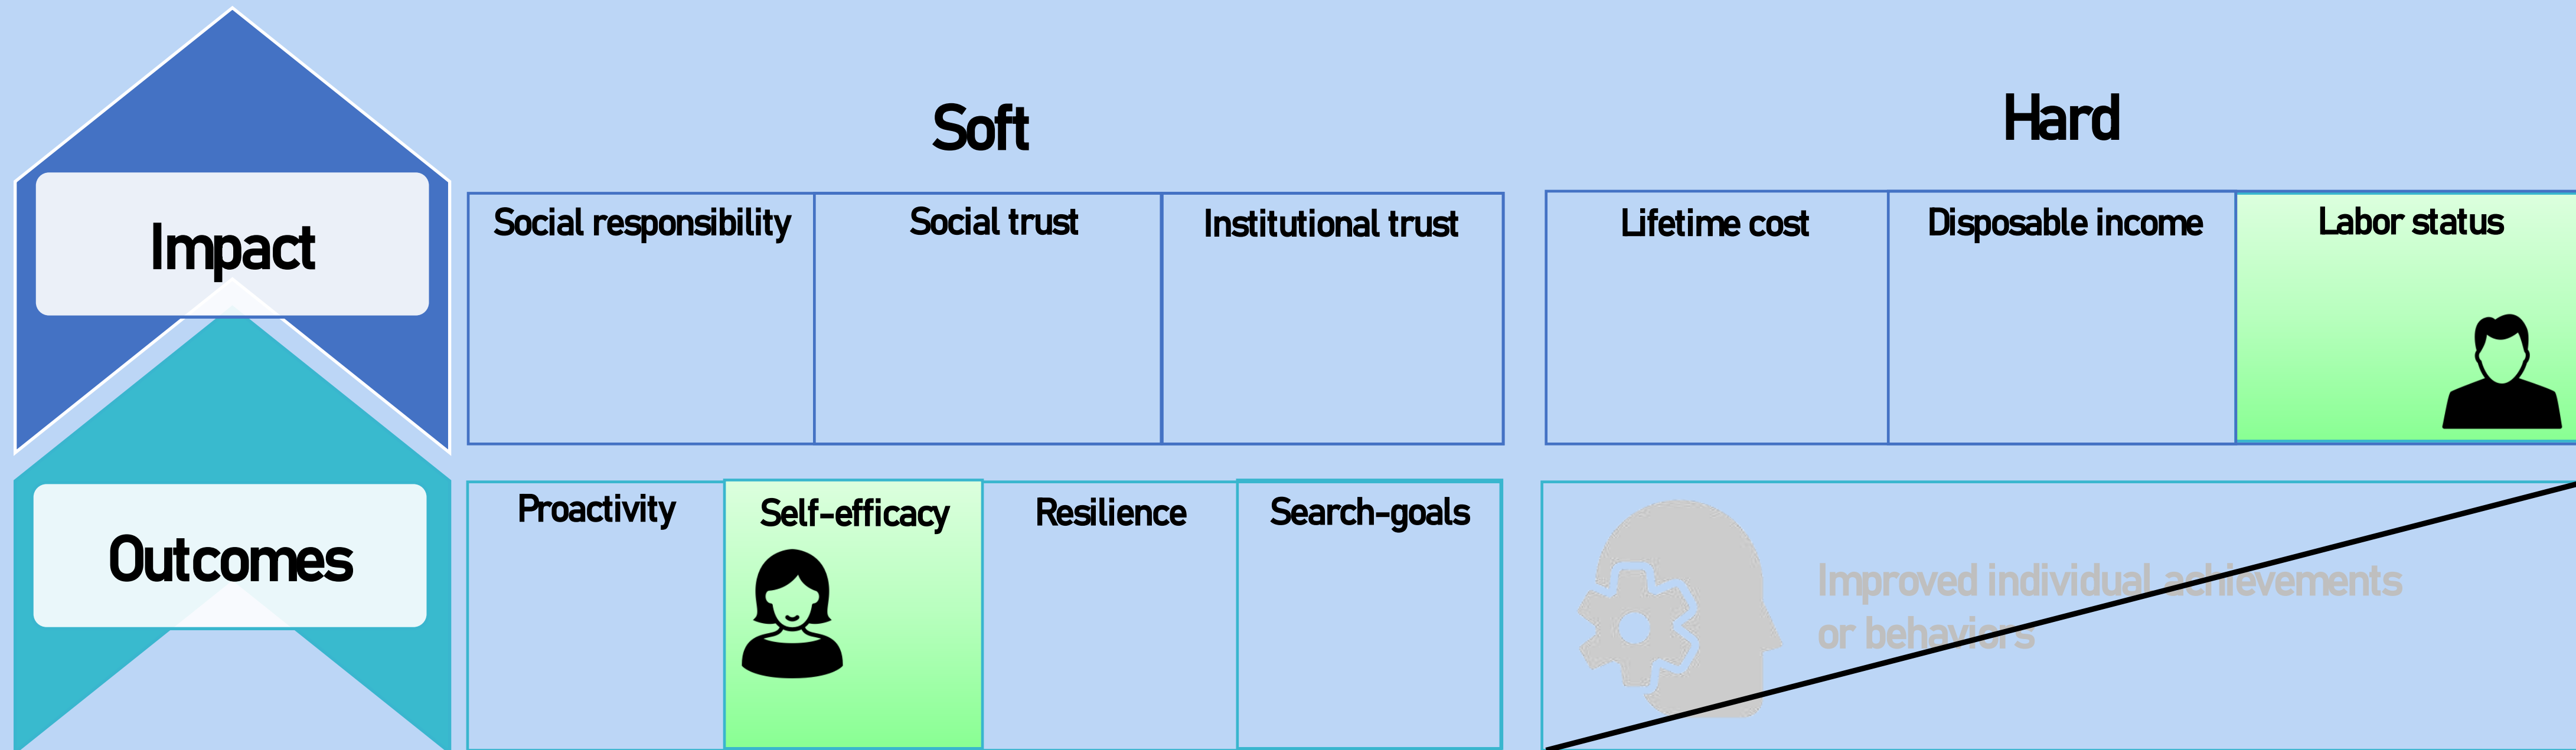 Soft
Hard
Impact
Social responsibility
Social trust
Institutional trust
Lifetime cost
Disposable income
Labor status
Outcomes
Proactivity
Self-efficacy
Resilience
Search-goals
Improved individual achievements
or behaviors